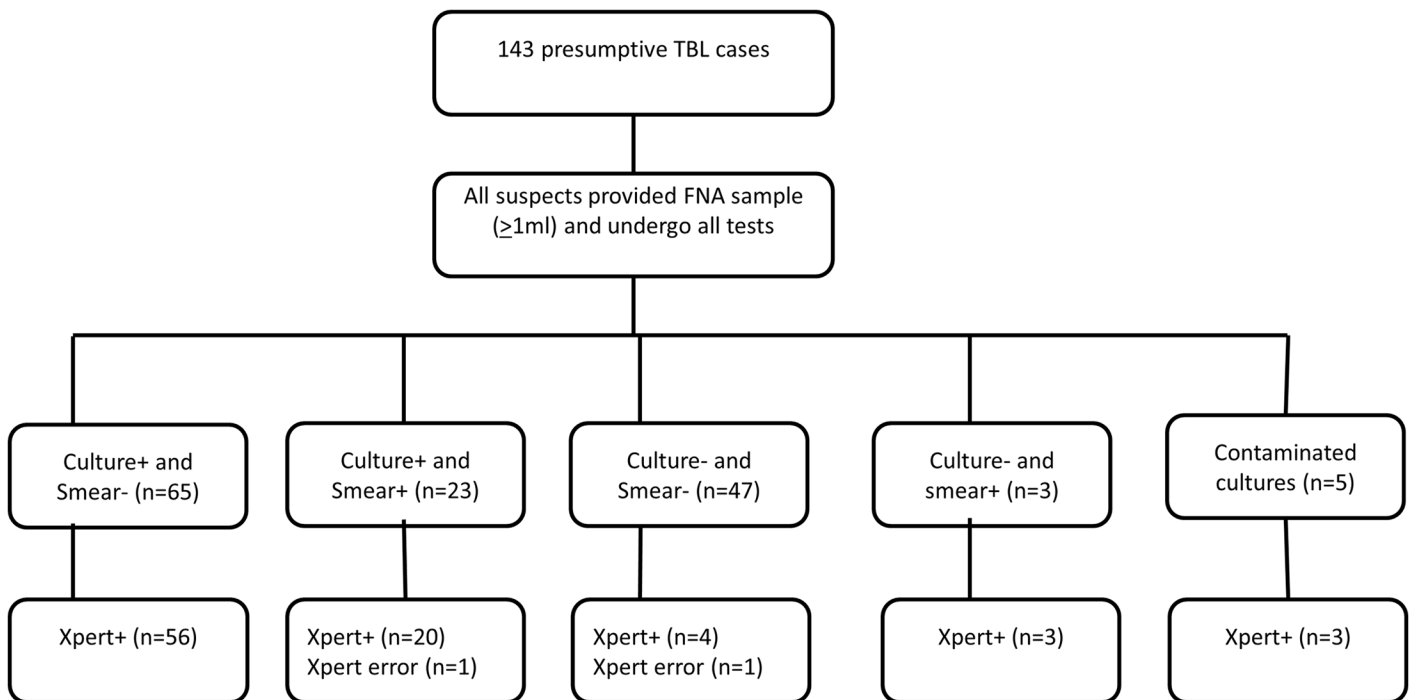 143 presumptive TBL cases
All suspects provided FNA sample
(≥1ml) and undergo all tests
Culture+ and
Smear- (n=65)
Culture+ and
Smear+ (n=23)
Culture- and
Smear- (n=47)
Culture- and
smear+ (n=3)
Contaminated
cultures (n=5)
Xpert+ (n=56)
Xpert+ (n=20)
Xpert error (n=1)
Xpert+ (n=4)
Xpert error (n=1)
Xpert+ (n=3)
Xpert+ (n=3)